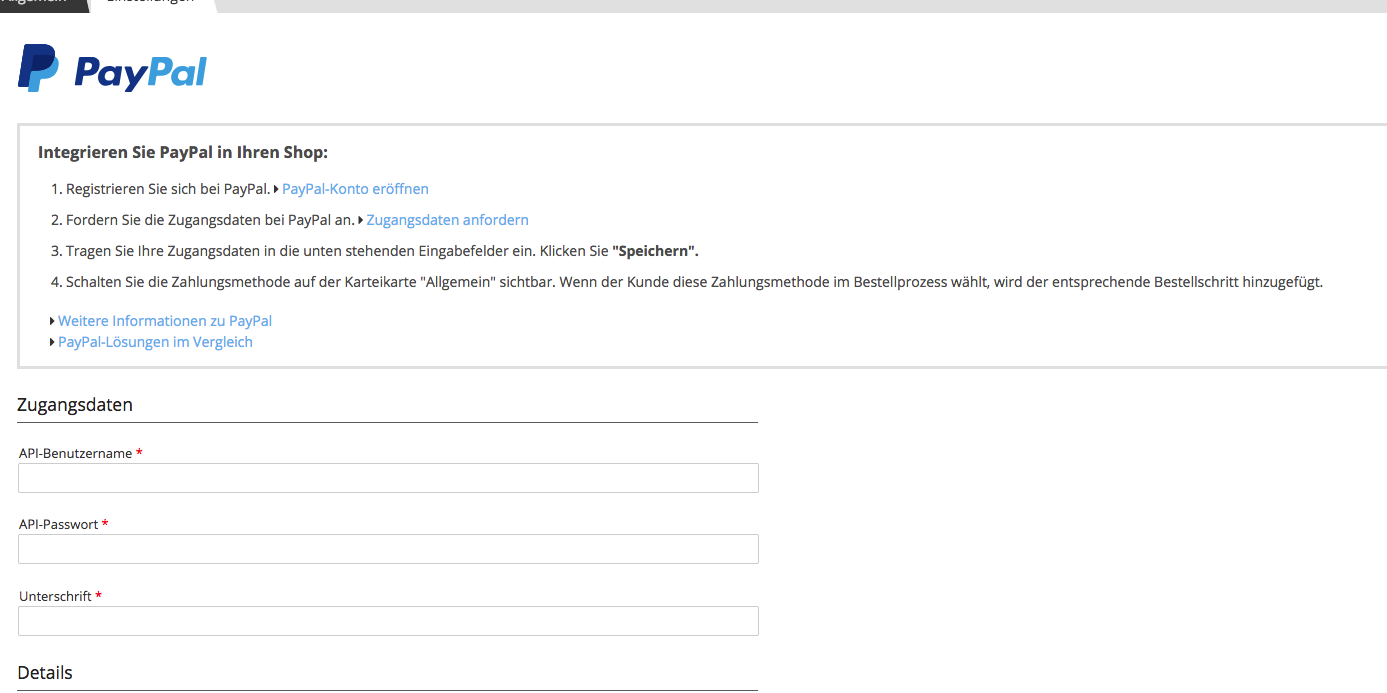 Allgemein Einstellungen
PayPal
Integrieren Sie PayPal in Ihren Shop:
1. Registrieren Sie sich bei PayPal. PayPal-Konto eröffnen
2. Fordern Sie die Zugangsdaten bei PayPal an. Zugangsdaten anfordern
3. Tragen Sie Ihre Zugangsdaten in die unten stehenden Eingabefelder ein. Klicken Sie "Speichern".
4. Schalten Sie die Zahlungsmethode auf der Karteikarte "Allgemein" sichtbar. Wenn der Kunde diese Zahlungsmethode im Bestellprozess wählt, wird der entsprechende Bestellschritt hinzugefügt.
Weitere Informationen zu PayPal
PayPal-Lösungen im Vergleich
Zugangsdaten
API-Benutzername *
API-Passwort *
Unterschrift *
Details